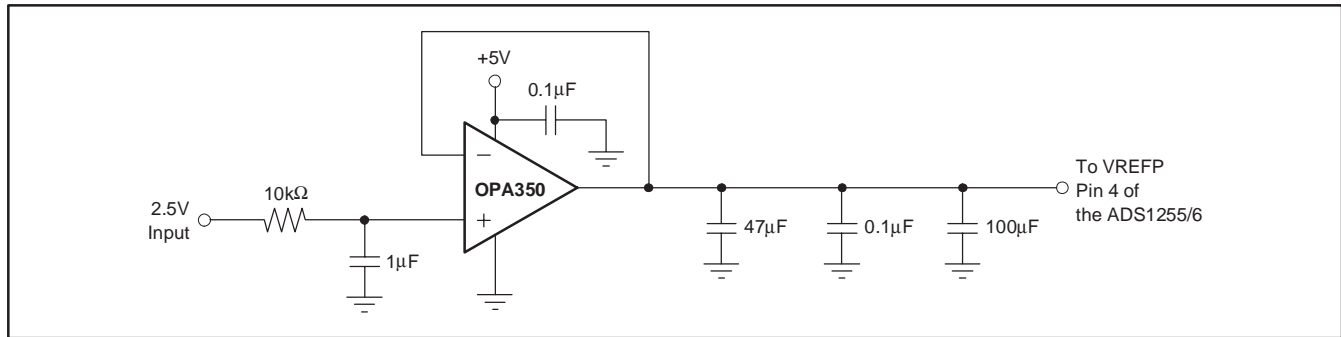 +5V
0.1μF
−
OPA350
+
10kΩ
2.5V
Input
1μF
47μF
0.1μF
100μF
To VREFP
Pin 4 of
the ADS1255/6